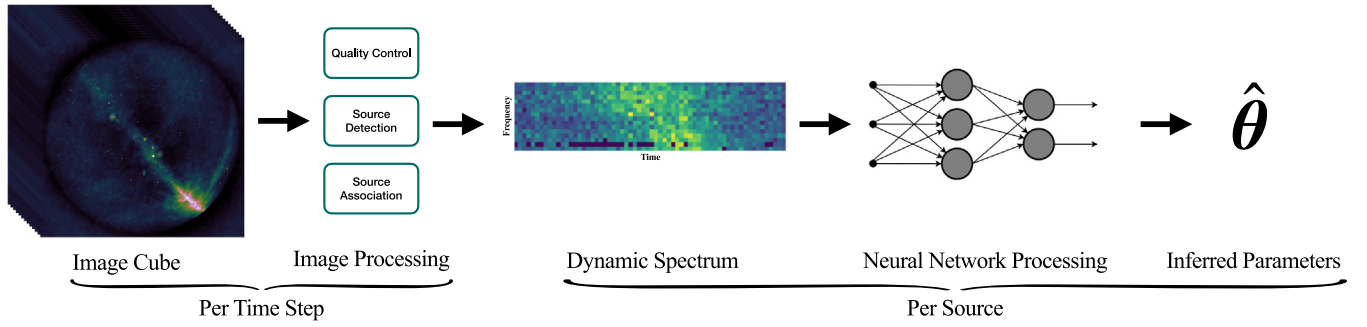 Quality Control
Source
Detection
Source
Association
Frequency
Time
θ̂
Image Cube
Image Processing
Dynamic Spectrum
Neural Network Processing
Inferred Parameters
Per Time Step
Per Source